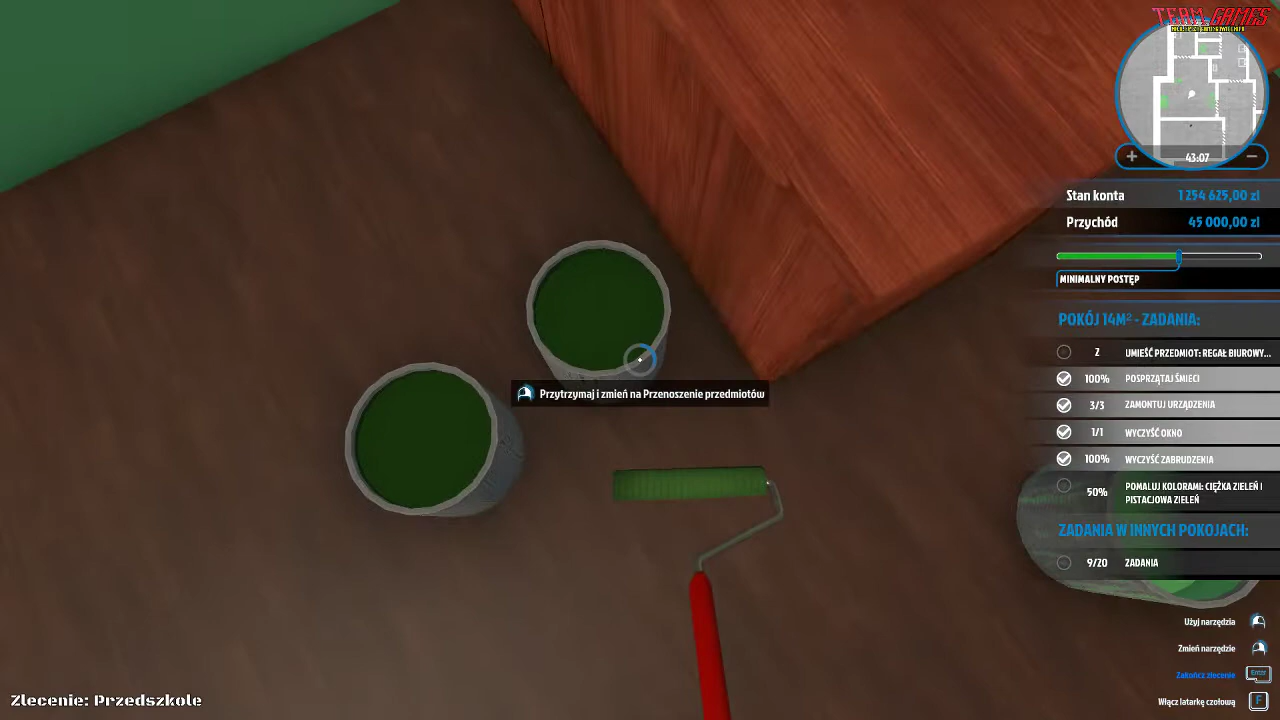 TEAM GAMES
43:07
Stan konta 1 254 625,00 zł
Przychód 45 000,00 zł
MINIMALNY POSTĘP
POKÓJ 14M² - ZADANIA:
2 UMIEŚĆ PRZEDMIOT: REGAŁ BIUROWY...
100% POSPRZĄTAJ ŚMIECI
3/3 ZAMONTUJ URZĄDZENIA
1/1 WYCZYŚĆ OKNO
100% WYCZYŚĆ ZABRUDZENIA
50% POMALUJ KOLORAMI: CIĘŻKA ZIELEŃ I
PISTACJOWA ZIELEŃ
ZADANIA W INNYCH POKOJACH:
9/20 ZADANIA
Przytrzymaj i zmień na Przenoszenie przedmiotów
Użyj narzędzia
Zmień narzędzie
Zakończ zlecenie Enter
Włącz latarkę czołową F
Zlecenie: Przedszkole